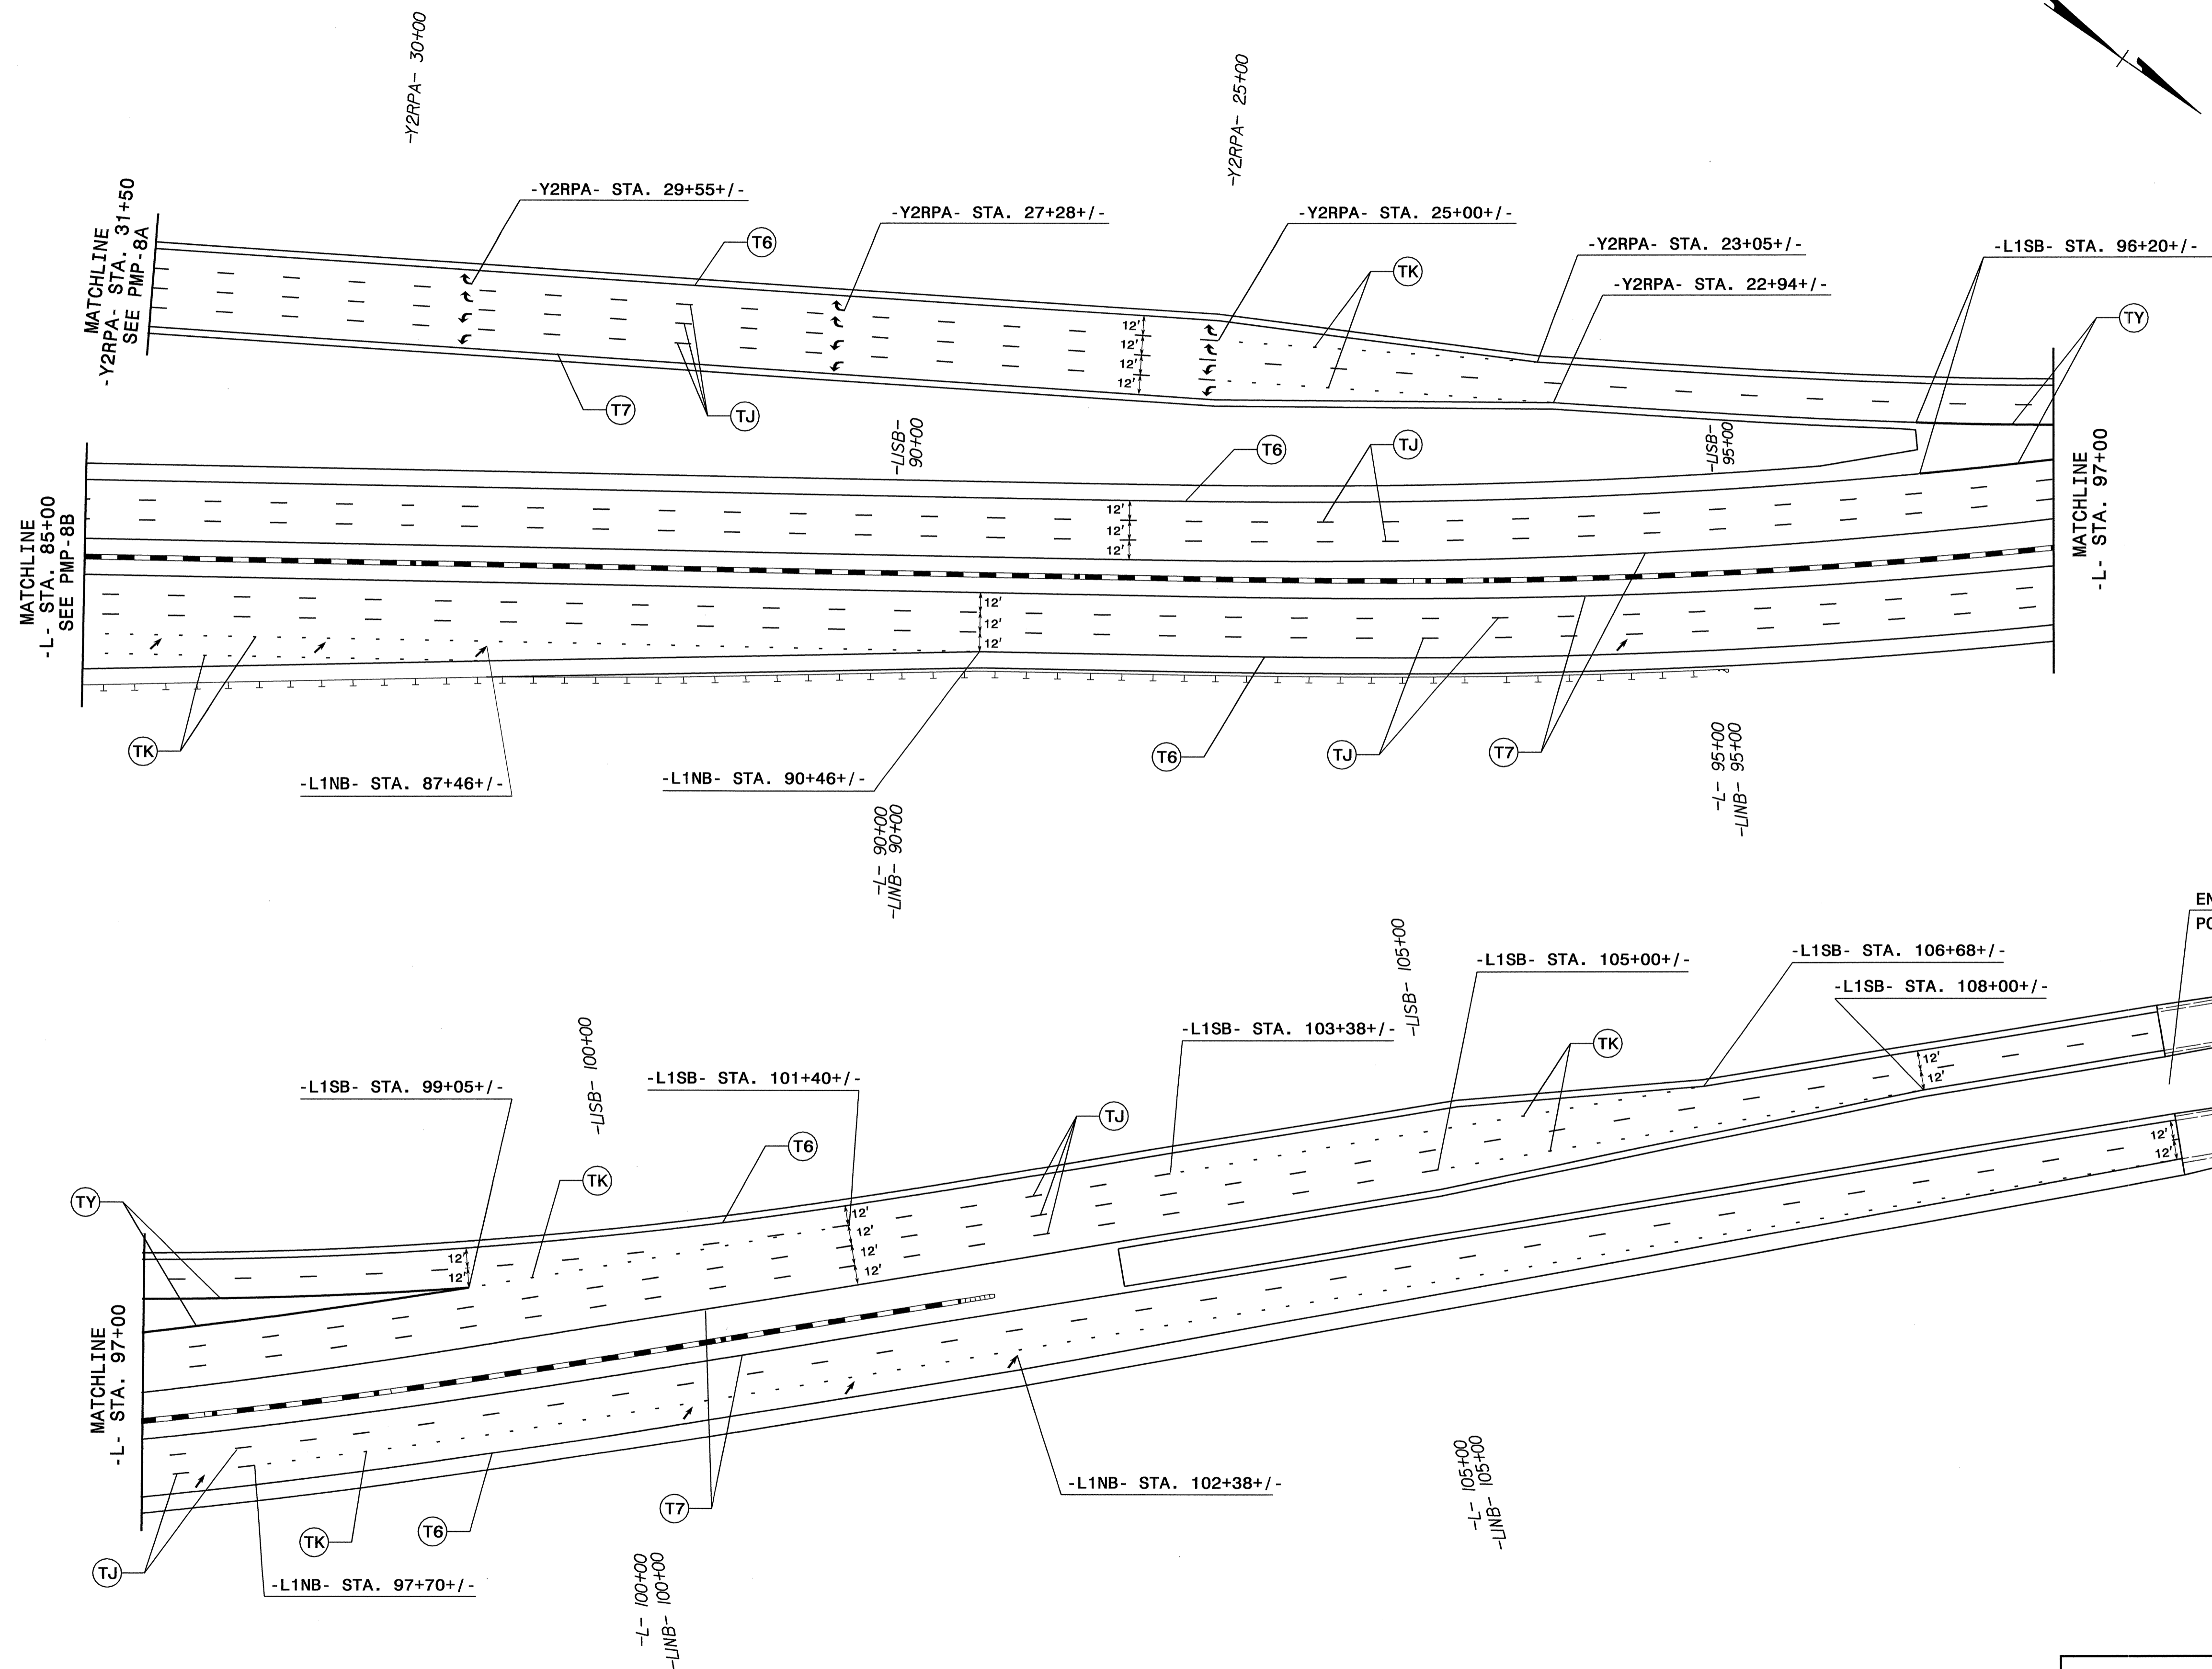 -Y2RPA- 30+00
-Y2RPA- 25+00
MATCHLINE
-Y2RPA- STA. 31+50
SEE PMP-8A
-Y2RPA- STA. 29+55+/-
T6
-Y2RPA- STA. 27+28+/-
-Y2RPA- STA. 25+00+/-
TK
-Y2RPA- STA. 23+05+/-
-Y2RPA- STA. 22+94+/-
-L1SB- STA. 96+20+/-
TY
12'
12'
12'
12'
T7
TJ
-L1SB-
90+00
T6
TJ
-L1SB-
95+00
MATCHLINE
-L- STA. 85+00
SEE PMP-8B
12'
12'
12'
12'
12'
12'
MATCHLINE
-L- STA. 97+00
TK
-L1NB- STA. 87+46+/-
-L1NB- STA. 90+46+/-
T6
TJ
T7
-L- 95+00
-L1NB- 95+00
-L- 90+00
-L1NB- 90+00
EN
PO
-L1SB- 105+00
-L1SB- STA. 105+00+/-
-L1SB- STA. 106+68+/-
-L1SB- STA. 108+00+/-
-L1SB- 100+00
-L1SB- STA. 103+38+/-
TK
-L1SB- STA. 99+05+/-
-L1SB- STA. 101+40+/-
TJ
12'
12'
T6
TK
12'
12'
TY
12'
12'
12'
12'
12'
12'
MATCHLINE
-L- STA. 97+00
-L1NB- STA. 102+38+/-
-L- 105+00
-L1NB- 105+00
T7
T6
TK
TJ
-L1NB- STA. 97+70+/-
-L- 100+00
-L1NB- 100+00